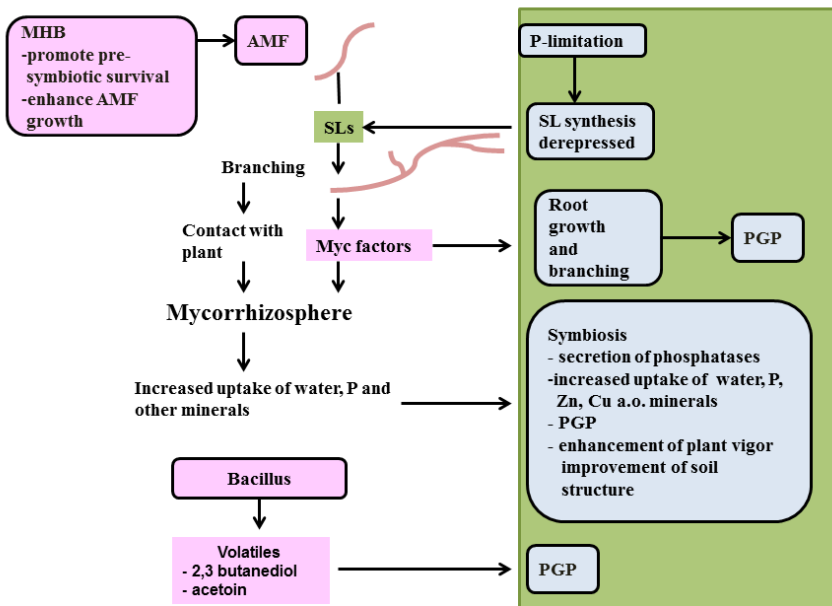 MHB
-promote pre-
symbiotic survival
-enhance AMF
growth
AMF
P-limitation
SLs
SL synthesis
derepressed
Branching
Contact with
plant
Myc factors
Root
growth
and
branching
PGP
Mycorrhizosphere
Increased uptake of water, P and
other minerals
Symbiosis
- secretion of phosphatases
-increased uptake of water, P,
Zn, Cu a.o. minerals
- PGP
- enhancement of plant vigor
improvement of soil
structure
Bacillus
Volatiles
- 2,3 butanediol
- acetoin
PGP